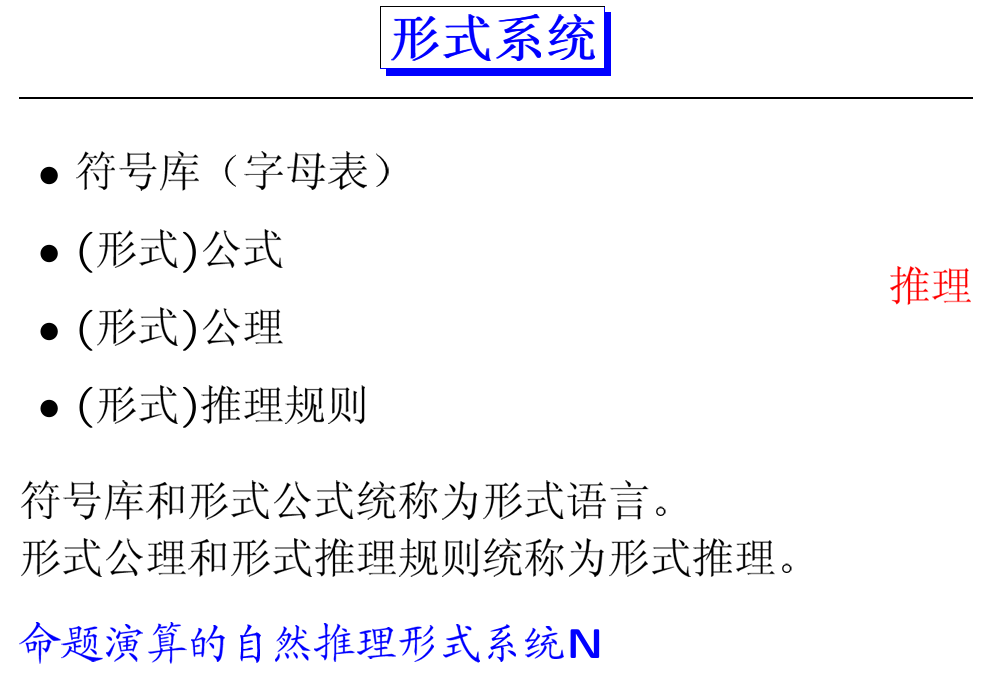 形式系统
● 符号库（字母表）
● (形式)公式
推理
● (形式)公理
● (形式)推理规则
符号库和形式公式统称为形式语言。
形式公理和形式推理规则统称为形式推理。
命题演算的自然推理形式系统N